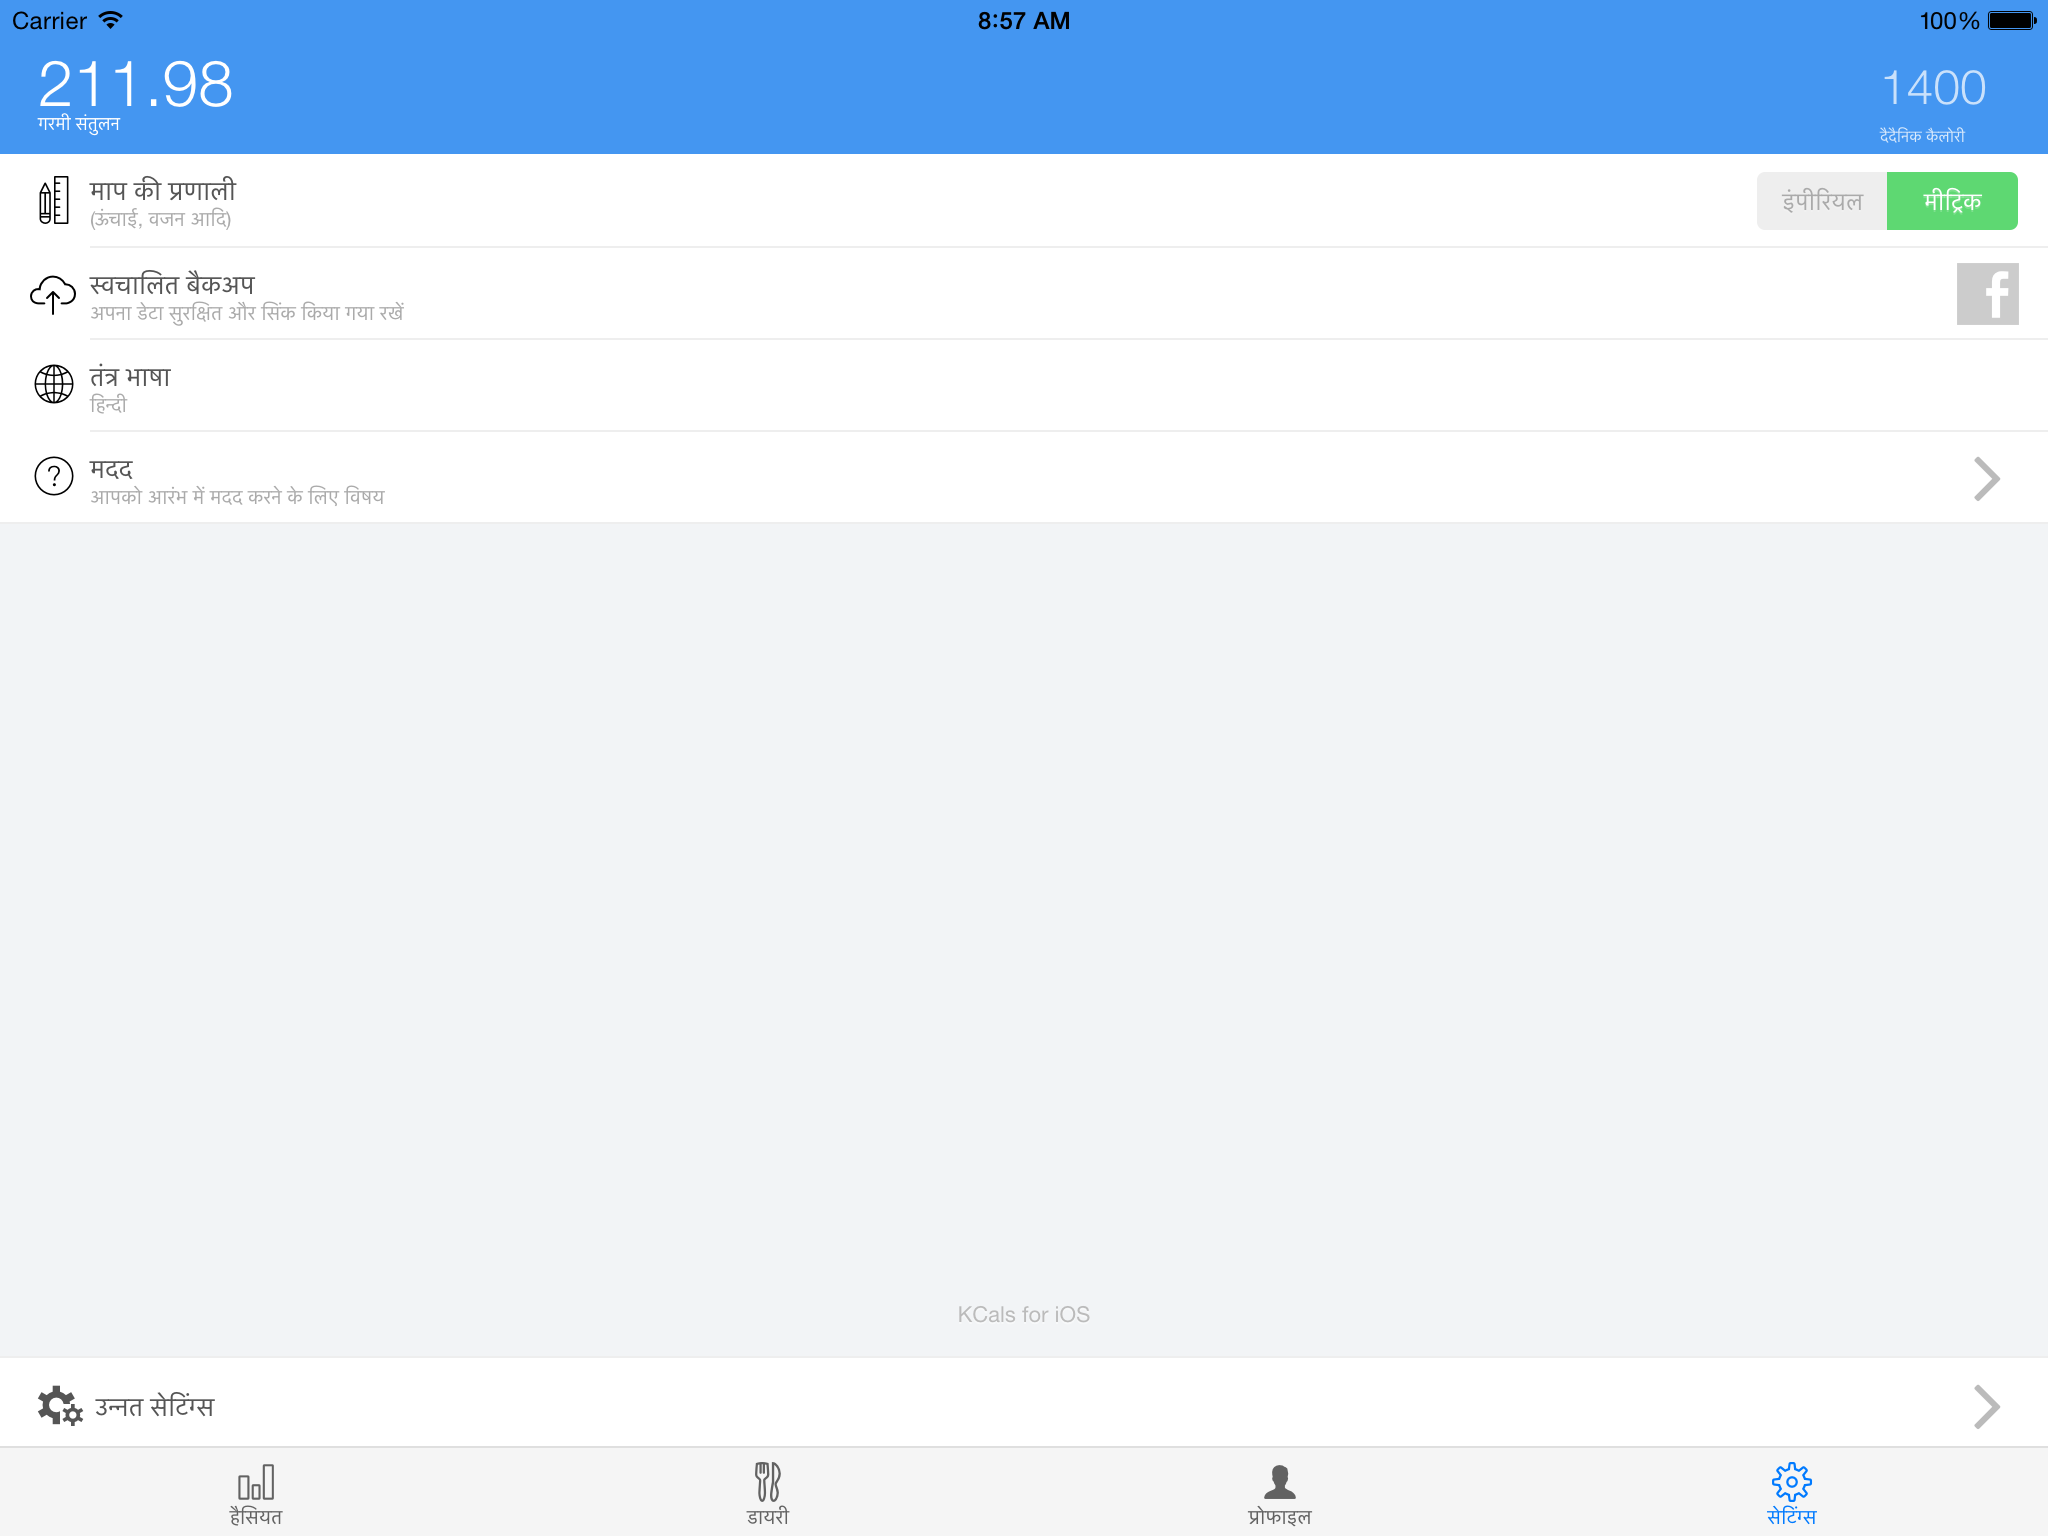 Carrier 8:57 AM 100%
211.98
गरमी संतुलन
1400
दैदैनिक कैलोरी
माप की प्रणाली
(ऊंचाई, वजन आदि)
इंपीरियल मीट्रिक
स्वचालित बैकअप
अपना डेटा सुरक्षित और सिंक किया गया रखें
f
तंत्र भाषा
हिन्दी
?
मदद
आपको आरंभ में मदद करने के लिए विषय
KCals for iOS
उन्नत सेटिंग्स
हैसियत डायरी प्रोफाइल सेटिंग्स